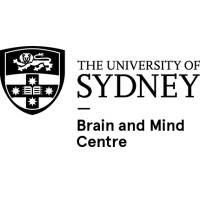 THE UNIVERSITY OF
SYDNEY
Brain and Mind
Centre